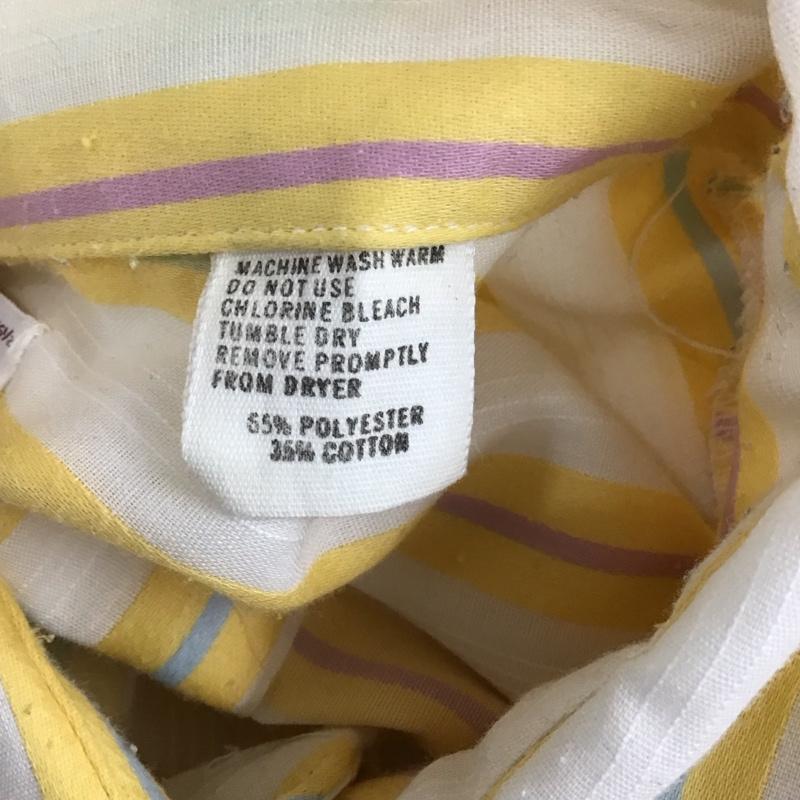 MACHINE WASH WARM
DO NOT USE
CHLORINE BLEACH
TUMBLE DRY
REMOVE PROMPTLY
FROM DRYER
65% POLYESTER
35% COTTON